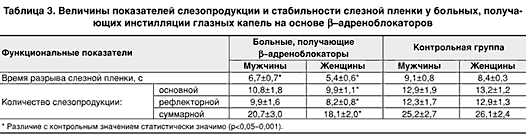 Таблица 3. Величины показателей слезопродукции и стабильности слезной пленки у больных, получа-
ющих инстилляции глазных капель на основе β–адреноблокаторов
Функциональные показатели
Больные, получающие
β–адреноблокаторы
Контрольная группа
Мужчины Женщины Мужчины Женщины
Время разрыва слезной пленки, с 6,7±0,7* 5,4±0,6* 9,1±0,8 8,4±0,3
Количество слезопродукции: основной 10,8±1,8 9,9±1,1* 12,9±1,9 13,2±1,2
рефлекторной 9,9±1,6 8,2±0,8* 12,3±1,7 12,9±1,3
суммарной 20,7±3,0 18,1±2,0* 25,2±2,7 26,1±2,4
* Различие с контрольным значением статистически значимо (p<0,05–0,001).